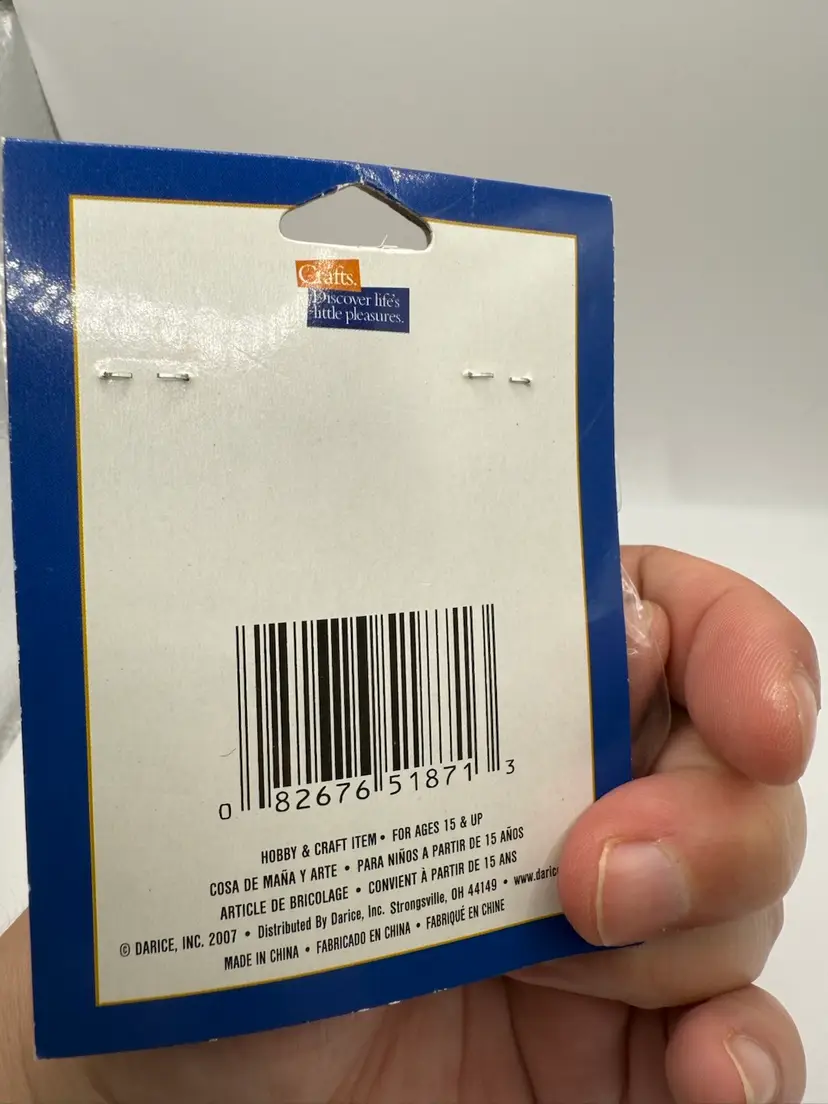 Crafts.
Discover life's
little pleasures.
0 82676 51871 3
HOBBY & CRAFT ITEM • FOR AGES 15 & UP
COSA DE MAÑA Y ARTE • PARA NIÑOS A PARTIR DE 15 AÑOS
ARTICLE DE BRICOLAGE • CONVIENT À PARTIR DE 15 ANS
© DARICE, INC. 2007 • Distributed By Darice, Inc. Strongsville, OH 44149 • www.daric
MADE IN CHINA • FABRICADO EN CHINA • FABRIQUÉ EN CHINE